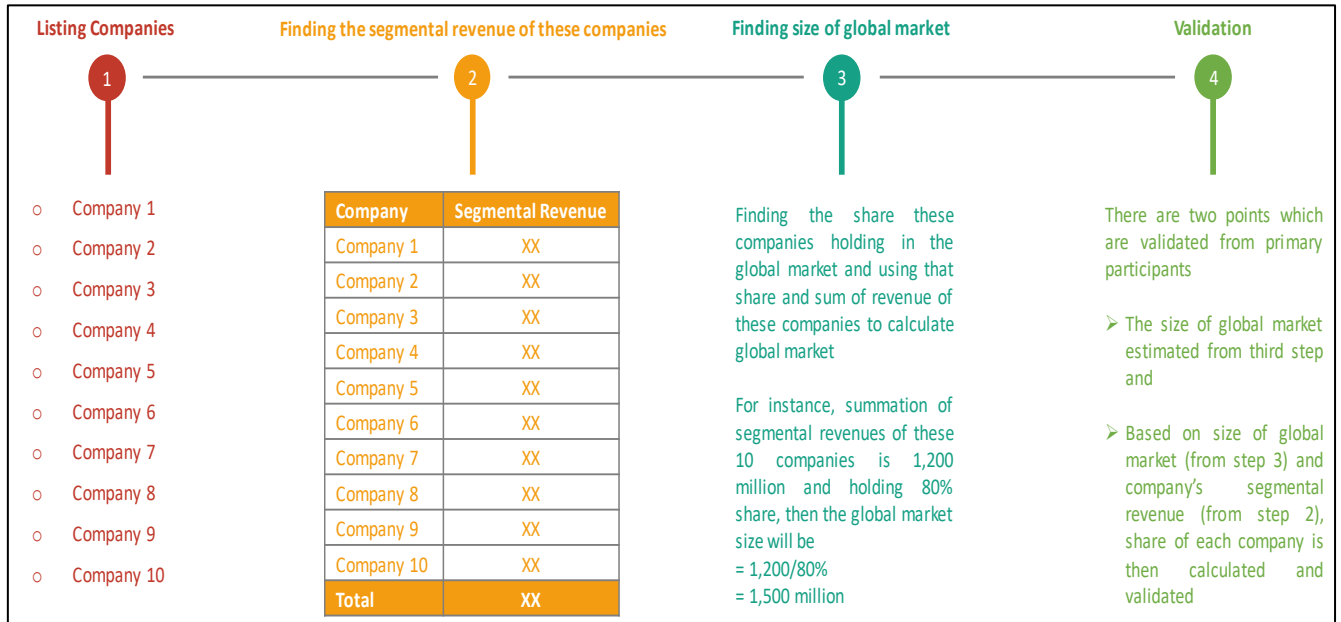 Listing Companies
1
Company 1
Company 2
Company 3
Company 4
Company 5
Company 6
Company 7
Company 8
Company 9
Company 10
Finding the segmental revenue of these companies
2
Company Segmental Revenue
Company 1 XX
Company 2 XX
Company 3 XX
Company 4 XX
Company 5 XX
Company 6 XX
Company 7 XX
Company 8 XX
Company 9 XX
Company 10 XX
Total XX
Finding size of global market
3
Finding the share these
companies holding in the
global market and using that
share and sum of revenue of
these companies to calculate
global market
For instance, summation of
segmental revenues of these
10 companies is 1,200
million and holding 80%
share, then the global market
size will be
= 1,200/80%
= 1,500 million
Validation
4
There are two points which
are validated from primary
participants
The size of global market
estimated from third step
and
Based on size of global
market (from step 3) and
company’s segmental
revenue (from step 2),
share of each company is
then calculated and
validated